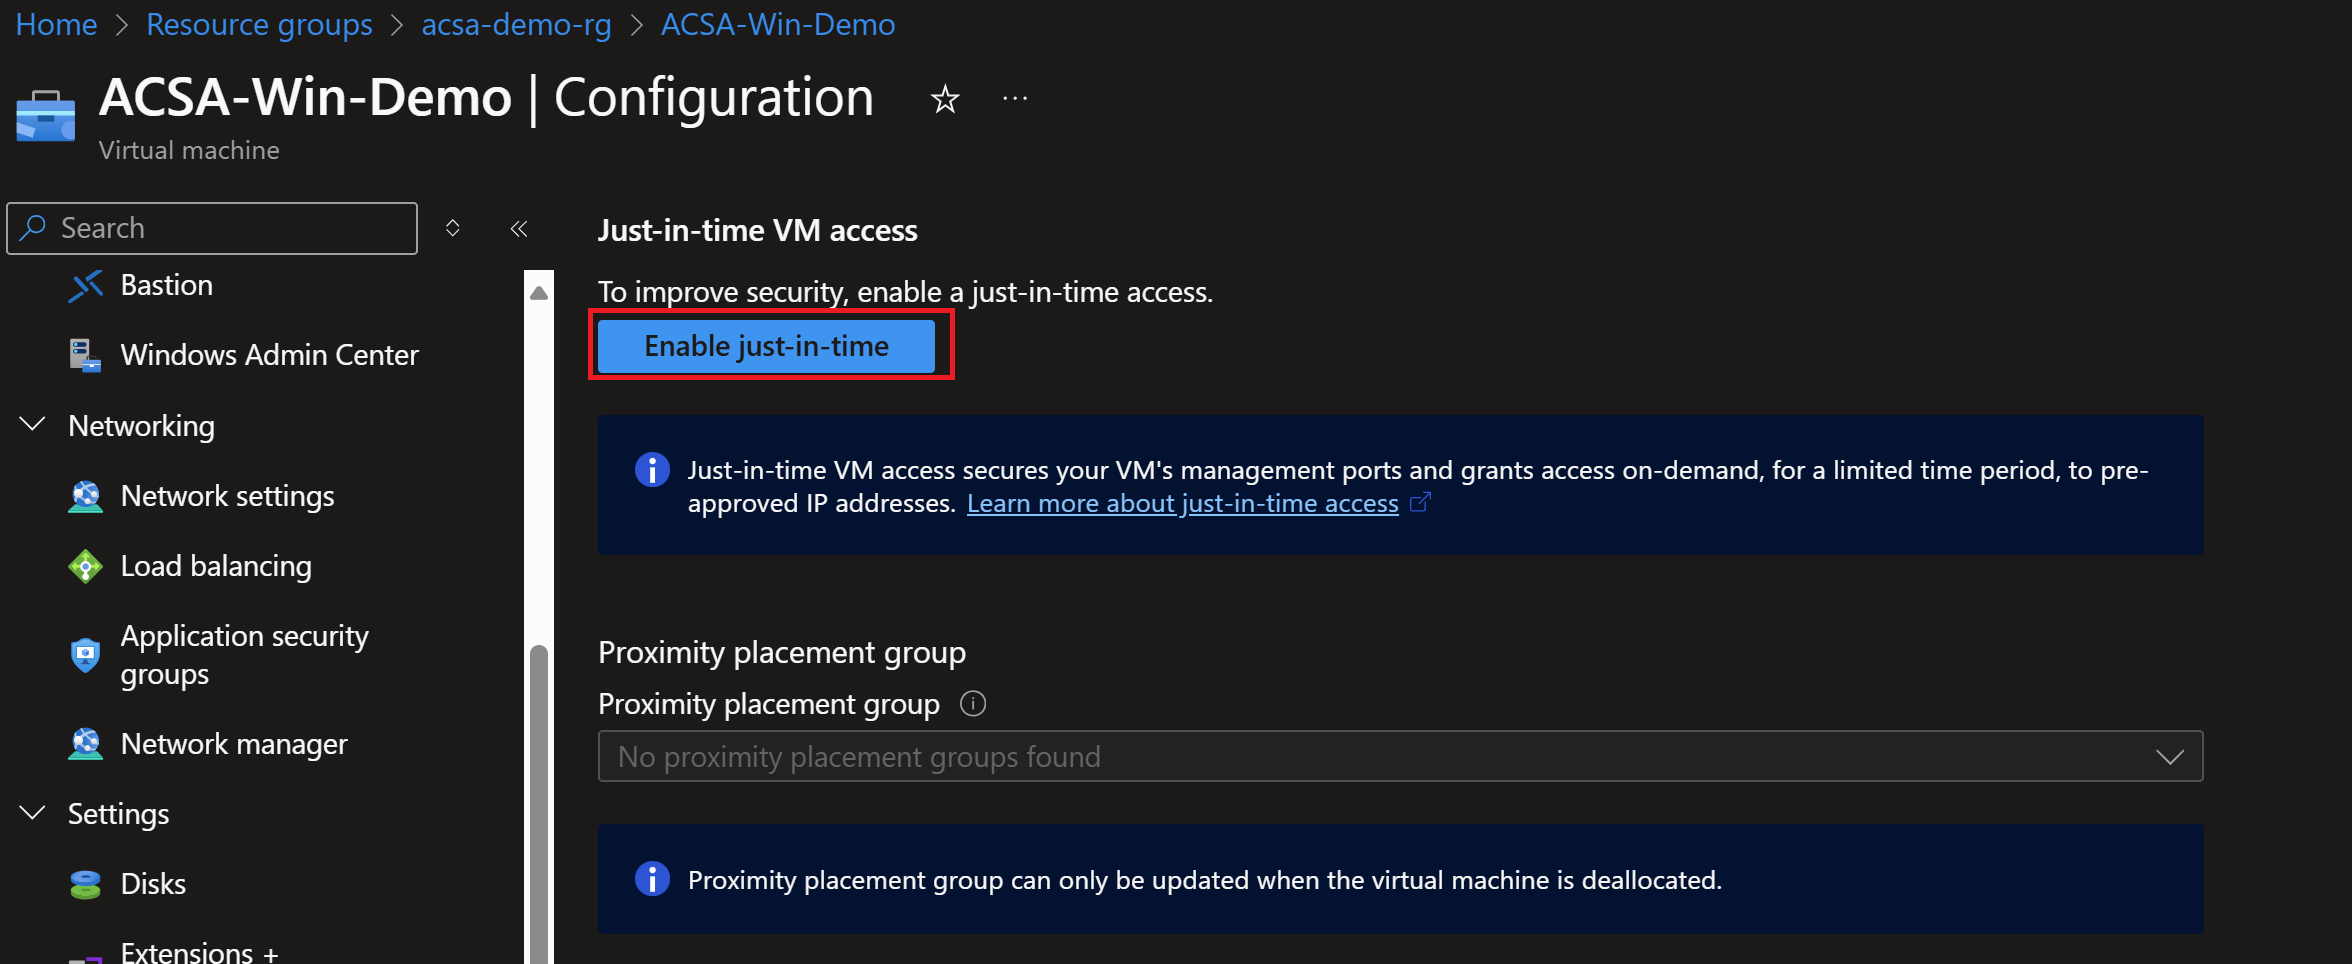 Home > Resource groups > acsa-demo-rg > ACSA-Win-Demo
ACSA-Win-Demo | Configuration
Virtual machine
Search
Bastion
Windows Admin Center
Networking
Network settings
Load balancing
Application security
groups
Network manager
Settings
Disks
Extensions +
Just-in-time VM access
To improve security, enable a just-in-time access.
Enable just-in-time
Just-in-time VM access secures your VM's management ports and grants access on-demand, for a limited time period, to pre-
approved IP addresses. Learn more about just-in-time access
Proximity placement group
Proximity placement group
No proximity placement groups found
Proximity placement group can only be updated when the virtual machine is deallocated.